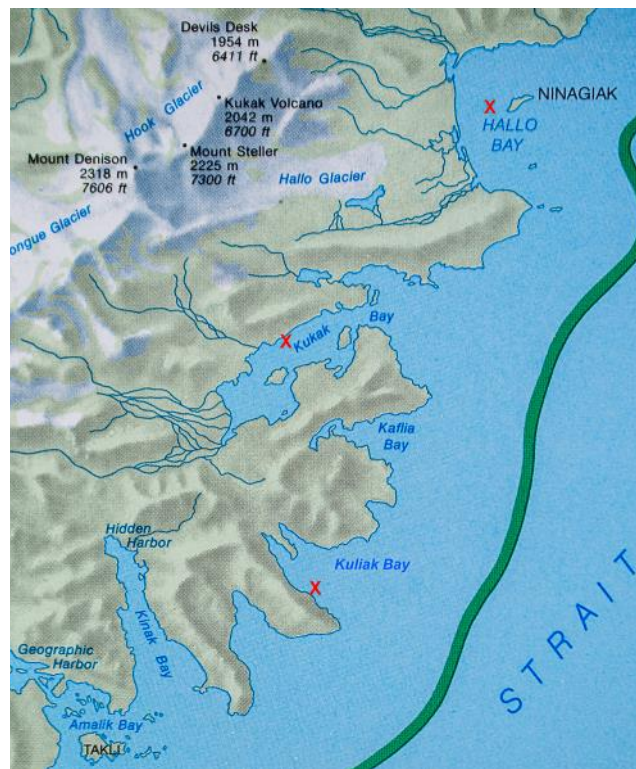 Devils Desk
1954 m
6411 ft
NINAGIAK
X
HALLO
BAY
Hook Glacier
Kukak Volcano
2042 m
6700 ft
Mount Steller
2225 m
7300 ft
Mount Denison
2318 m
7606 ft
Hallo Glacier
ongue Glacier
Bay
X
Kukak
Kaflia
Bay
Hidden
Harbor
Kuliak Bay
X
Kinak Bay
Geographic
Harbor
Amalik Bay
TAKLI
STRAIT